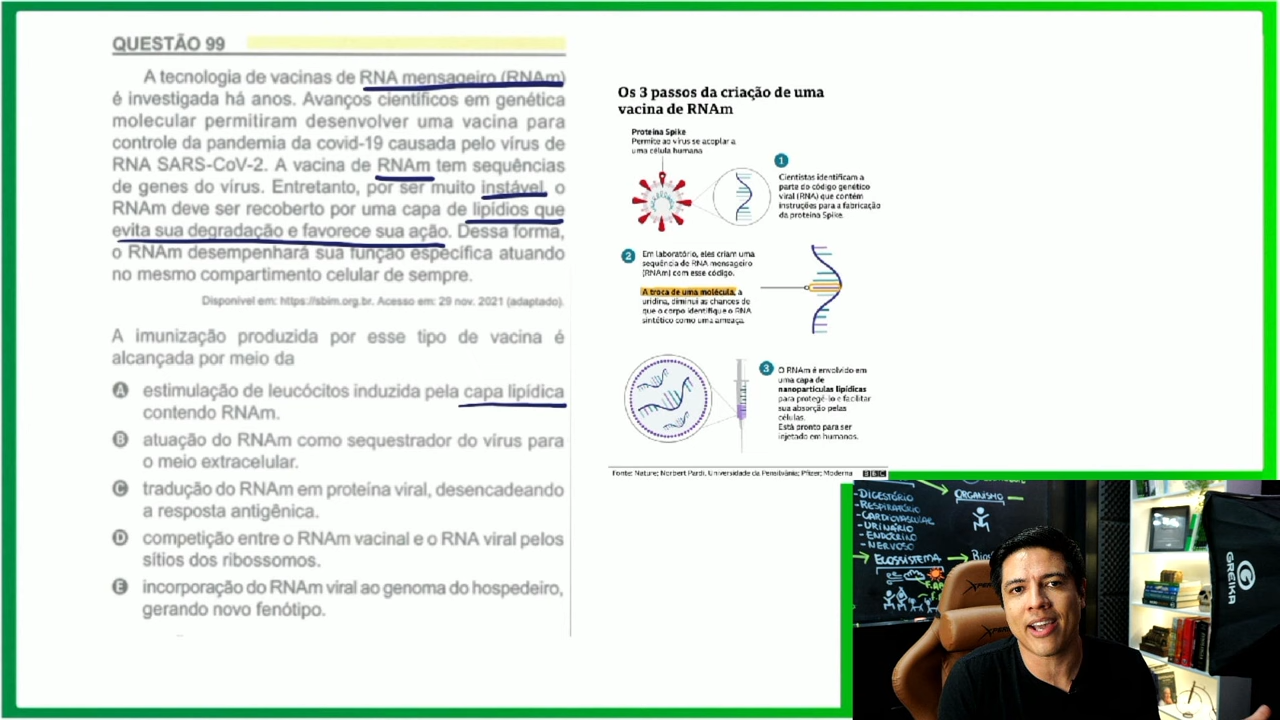 QUESTÃO 99
A tecnologia de vacinas de RNA mensageiro (RNAm)
é investigada há anos. Avanços científicos em genética
molecular permitiram desenvolver uma vacina para
controle da pandemia da covid-19 causada pelo vírus de
RNA SARS-CoV-2. A vacina de RNAm tem sequências
de genes do vírus. Entretanto, por ser muito instável, o
RNAm deve ser recoberto por uma capa de lipídios que
evita sua degradação e favorece sua ação. Dessa forma,
o RNAm desempenhará sua função específica atuando
no mesmo compartimento celular de sempre.
Disponível em: https://sbim.org.br. Acesso em: 29 nov. 2021 (adaptado).
A imunização produzida por esse tipo de vacina é
alcançada por meio da
A estimulação de leucócitos induzida pela capa lipídica
contendo RNAm.
B atuação do RNAm como sequestrador do vírus para
o meio extracelular.
C tradução do RNAm em proteína viral, desencadeando
a resposta antigênica.
D competição entre o RNAm vacinal e o RNA viral pelos
sítios dos ribossomos.
E incorporação do RNAm viral ao genoma do hospedeiro,
gerando novo fenótipo.
Os 3 passos da criação de uma
vacina de RNAm
Proteína Spike
Permite ao vírus se acoplar a
uma célula humana
1
Cientistas identificam a
parte do código genético
viral (RNA) que contém
instruções para a fabricação
da proteína Spike.
2
Em laboratório, eles criam uma
sequência de RNA mensageiro
(RNAm) com esse código.
A troca de uma molécula, a
uridina, diminui as chances de
que o corpo identifique o RNA
sintético como uma ameaça.
3
O RNAm é envolvido em
uma capa de
nanopartículas lipídicas
para protegê-lo e facilitar
sua absorção pelas
células.
Está pronto para ser
injetado em humanos.
Fonte: Nature; Norbert Pardi, Universidade da Pensilvânia; Pfizer; Moderna
BBC
-DIGESTÓRIO
-RESPIRATÓRIO
-CARDIOVASCULAR
-URINÁRIO
-ENDÓCRINO
-NERVOSO
ORGANISMO
ECOSSISTEMA
GREIKA